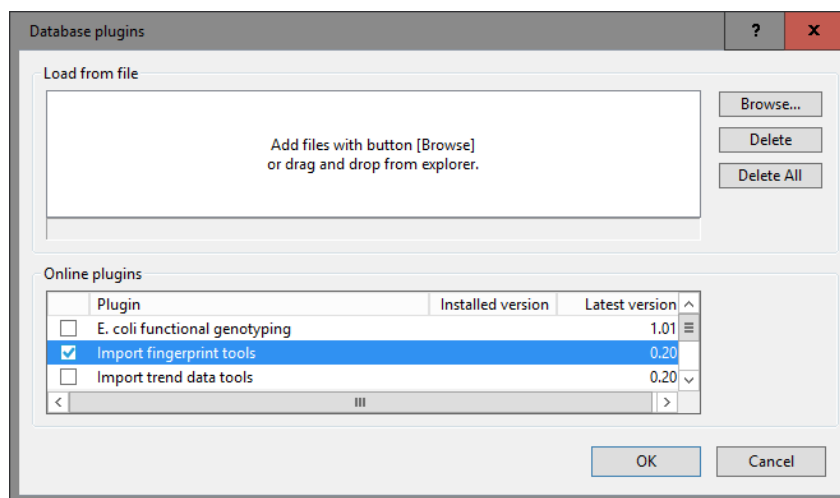 Database plugins
?
x
Load from file
Add files with button [Browse]
or drag and drop from explorer.
Browse...
Delete
Delete All
Online plugins
Plugin Installed version Latest version
E. coli functional genotyping 1.01
Import fingerprint tools 0.20
Import trend data tools 0.20
OK
Cancel